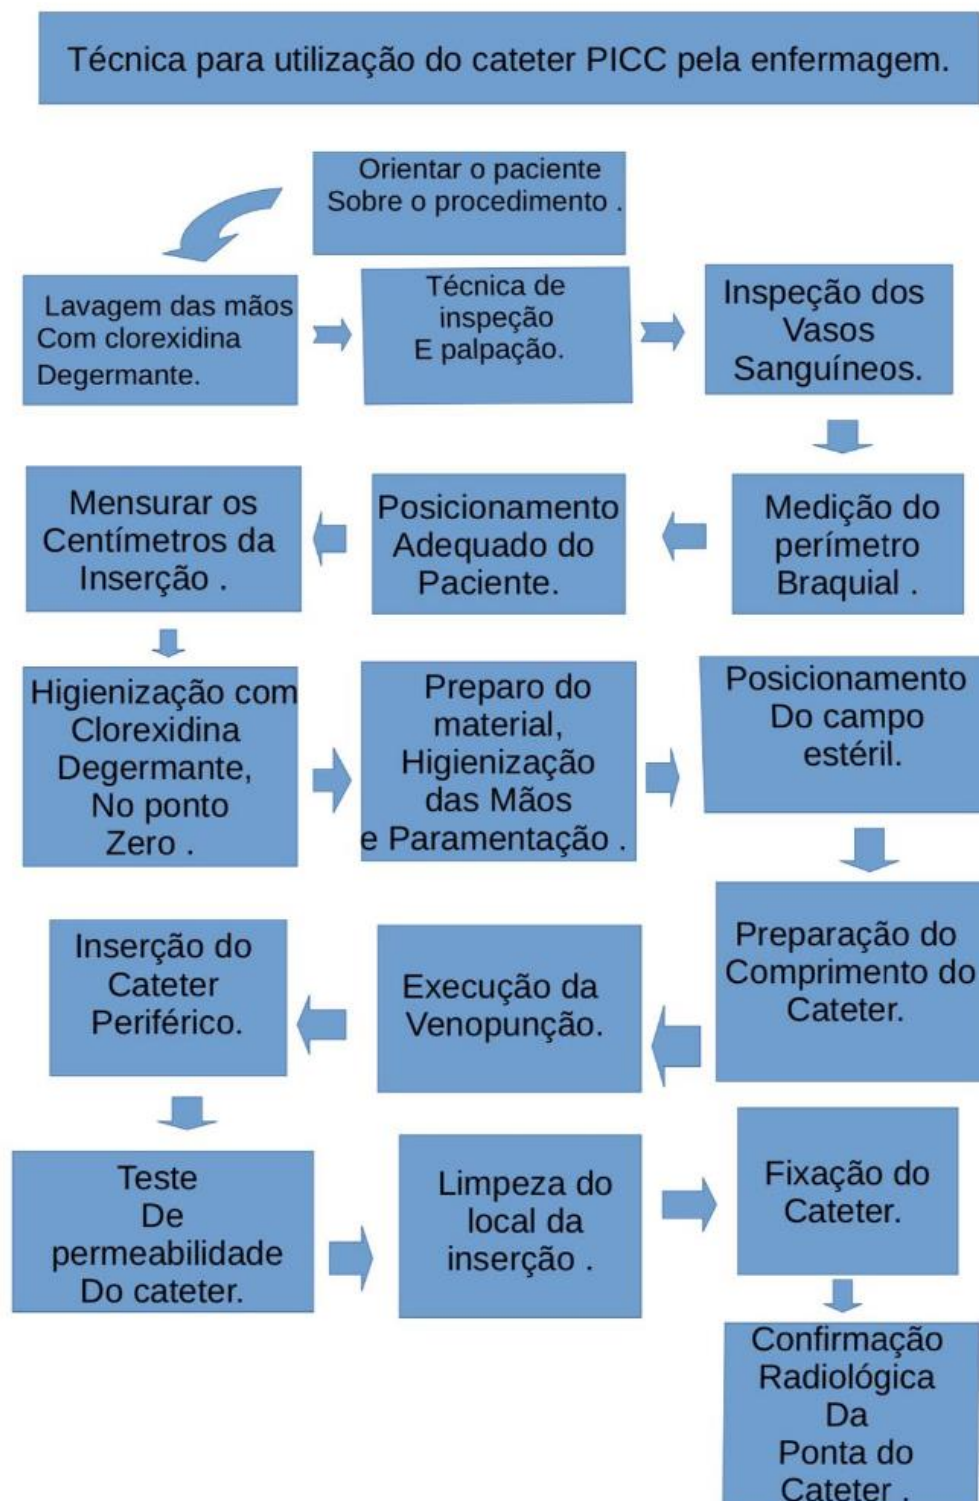 Técnica para utilização do cateter PICC pela enfermagem.
Orientar o paciente
Sobre o procedimento .
Lavagem das mãos
Com clorexidina
Degermante.
Técnica de
inspeção
E palpação.
Inspeção dos
Vasos
Sanguíneos.
Medição do
perímetro
Braquial .
Posicionamento
Adequado do
Paciente.
Mensurar os
Centímetros da
Inserção .
Higienização com
Clorexidina
Degermante,
No ponto
Zero .
Preparo do
material,
Higienização
das Mãos
e Paramentação .
Posicionamento
Do campo
estéril.
Preparação do
Comprimento do
Cateter.
Execução da
Venopunção.
Inserção do
Cateter
Periférico.
Teste
De
permeabilidade
Do cateter.
Limpeza do
local da
inserção .
Fixação do
Cateter.
Confirmação
Radiológica
Da
Ponta do
Cateter .